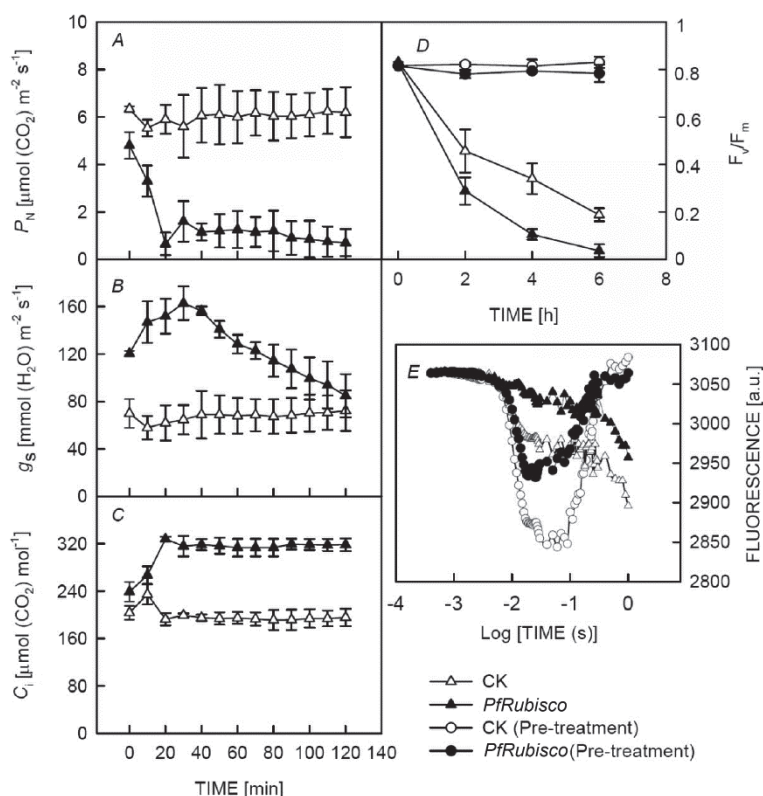 A
10
8
6
4
2
0
P_N [μmol (CO₂) m⁻² s⁻¹]
B
160
120
80
40
0
g_s [mmol (H₂O) m⁻² s⁻¹]
C
320
240
160
80
0
C_i [μmol (CO₂) mol⁻¹]
0 20 40 60 80 100 120 140
TIME [min]
D
1
0.8
0.6
0.4
0.2
0
F_v/F_m
0 2 4 6 8
TIME [h]
E
3100
3050
3000
2950
2900
2850
2800
FLUORESCENCE [a.u.]
-4 -3 -2 -1 0
Log [TIME (s)]
CK
PfRubisco
CK (Pre-treatment)
PfRubisco(Pre-treatment)